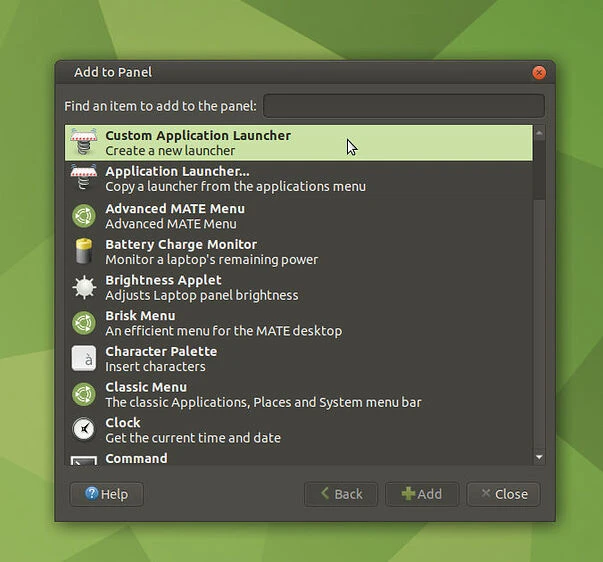 Add to Panel
Find an item to add to the panel:
Custom Application Launcher
Create a new launcher
Application Launcher...
Copy a launcher from the applications menu
Advanced MATE Menu
Advanced MATE Menu
Battery Charge Monitor
Monitor a laptop's remaining power
Brightness Applet
Adjusts Laptop panel brightness
Brisk Menu
An efficient menu for the MATE desktop
à
Character Palette
Insert characters
Classic Menu
The classic Applications, Places and System menu bar
Clock
Get the current time and date
Command
Help
Back
Add
Close